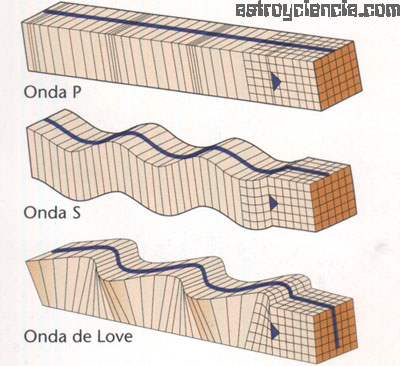 astroyciencia.com
Onda P
Onda S
Onda de Love